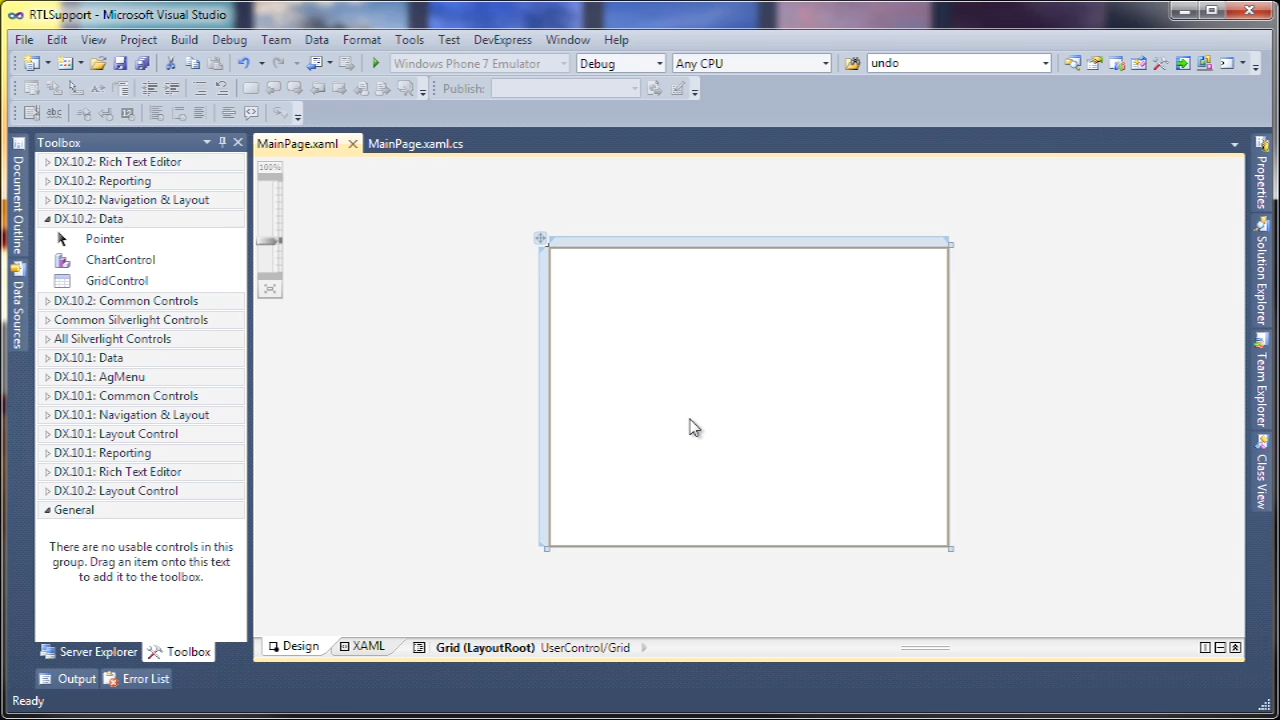 RTLSupport - Microsoft Visual Studio
File Edit View Project Build Debug Team Data Format Tools Test DevExpress Window Help
Windows Phone 7 Emulator Debug Any CPU undo
Publish:
abc
Toolbox
MainPage.xaml MainPage.xaml.cs
Document Outline
Data Sources
DX.10.2: Rich Text Editor
DX.10.2: Reporting
DX.10.2: Navigation & Layout
DX.10.2: Data
Pointer
ChartControl
GridControl
DX.10.2: Common Controls
Common Silverlight Controls
All Silverlight Controls
DX.10.1: Data
DX.10.1: AgMenu
DX.10.1: Common Controls
DX.10.1: Navigation & Layout
DX.10.1: Layout Control
DX.10.1: Reporting
DX.10.1: Rich Text Editor
DX.10.2: Layout Control
General
There are no usable controls in this
group. Drag an item onto this text
to add it to the toolbox.
100%
Properties
Solution Explorer
Team Explorer
Class View
Server Explorer Toolbox
Design XAML Grid (LayoutRoot) UserControl/Grid
Output Error List
Ready